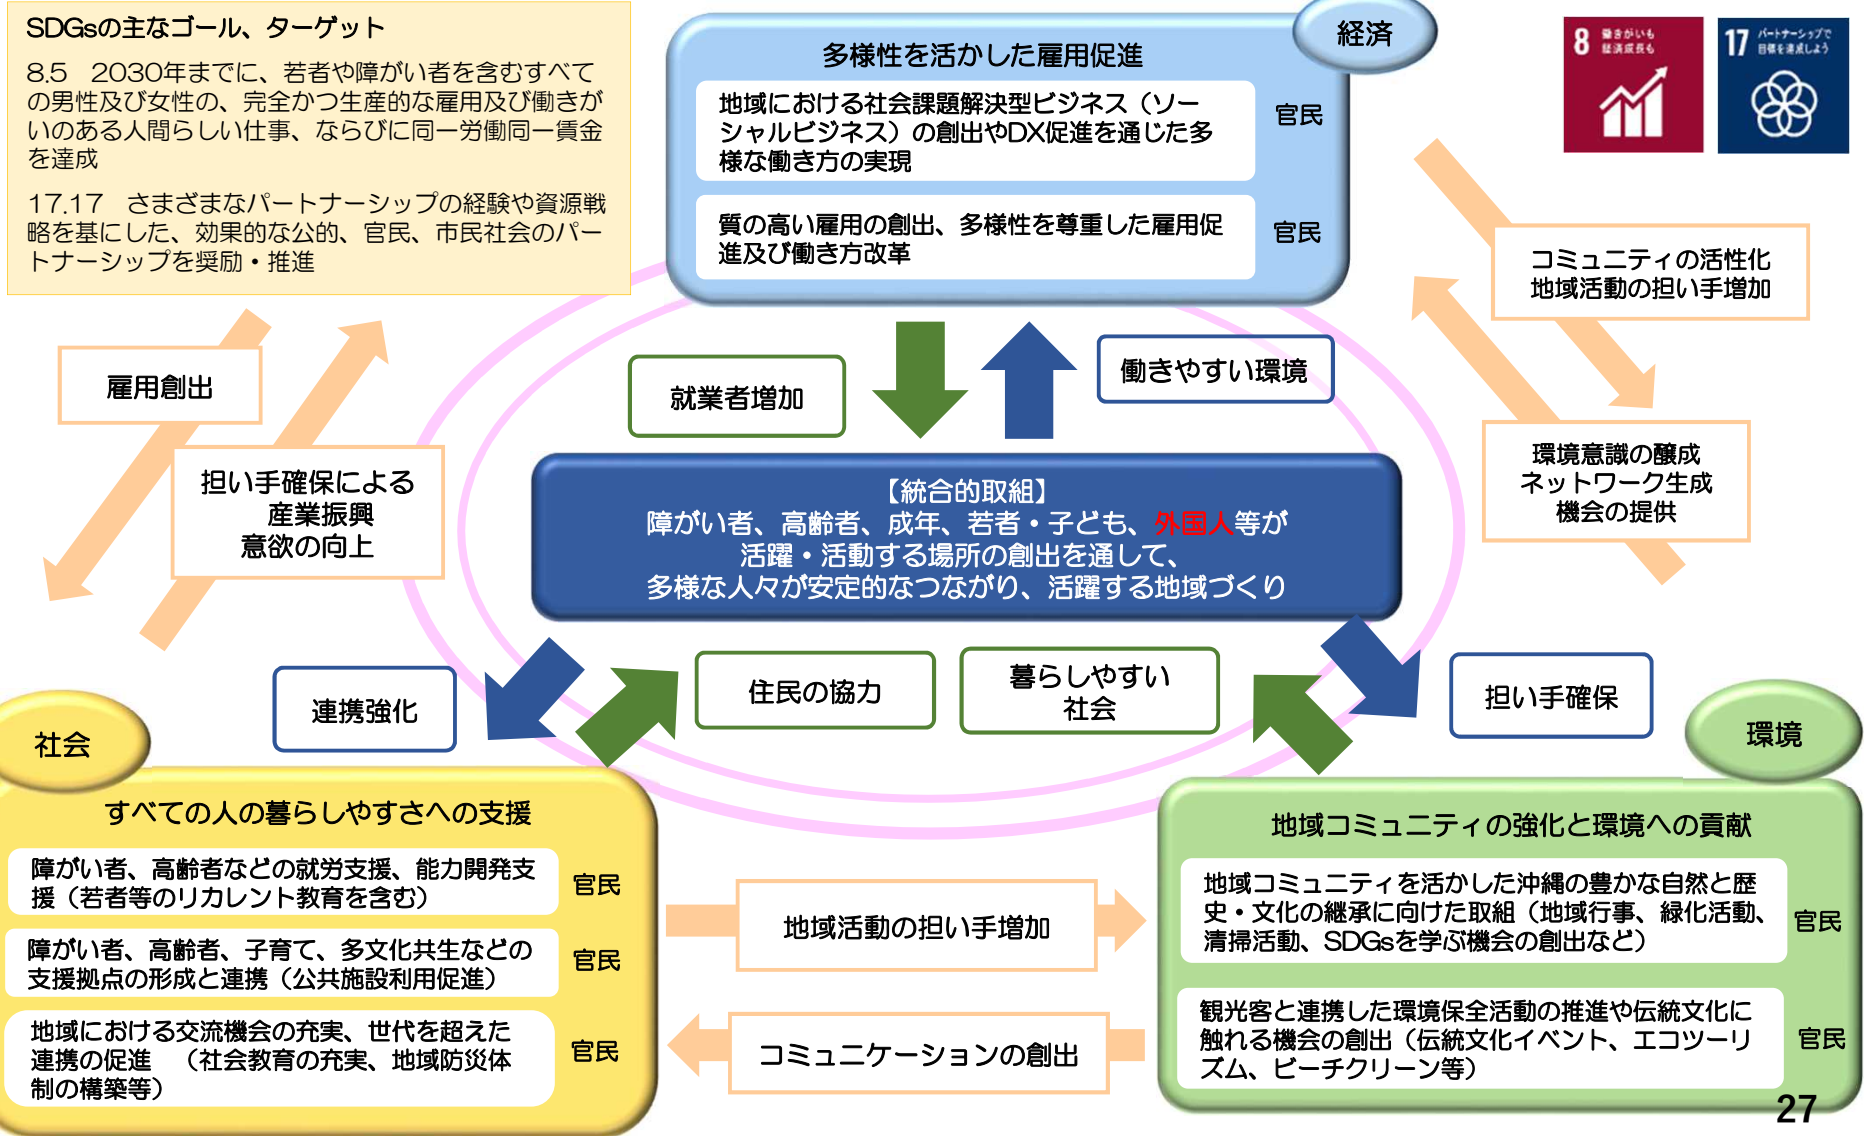 SDGsの主なゴール、ターゲット
8.5　2030年までに、若者や障がい者を含むすべて
の男性及び女性の、完全かつ生産的な雇用及び働きが
いのある人間らしい仕事、ならびに同一労働同一賃金
を達成
17.17　さまざまなパートナーシップの経験や資源戦
略を基にした、効果的な公的、官民、市民社会のパー
トナーシップを奨励・推進
経済
多様性を活かした雇用促進
地域における社会課題解決型ビジネス（ソー
シャルビジネス）の創出やDX促進を通じた多
様な働き方の実現
官民
質の高い雇用の創出、多様性を尊重した雇用促
進及び働き方改革
官民
8 働きがいも
経済成長も
17 パートナーシップで
目標を達成しよう
コミュニティの活性化
地域活動の担い手増加
環境意識の醸成
ネットワーク生成
機会の提供
雇用創出
担い手確保による
産業振興
意欲の向上
就業者増加
働きやすい環境
【統合的取組】
障がい者、高齢者、成年、若者・子ども、外国人等が
活躍・活動する場所の創出を通して、
多様な人々が安定的なつながり、活躍する地域づくり
連携強化
住民の協力
暮らしやすい
社会
担い手確保
社会
すべての人の暮らしやすさへの支援
障がい者、高齢者などの就労支援、能力開発支
援（若者等のリカレント教育を含む）
官民
障がい者、高齢者、子育て、多文化共生などの
支援拠点の形成と連携（公共施設利用促進）
官民
地域における交流機会の充実、世代を超えた
連携の促進　（社会教育の充実、地域防災体
制の構築等）
官民
地域活動の担い手増加
コミュニケーションの創出
環境
地域コミュニティの強化と環境への貢献
地域コミュニティを活かした沖縄の豊かな自然と歴
史・文化の継承に向けた取組（地域行事、緑化活動、
清掃活動、SDGsを学ぶ機会の創出など）
官民
観光客と連携した環境保全活動の推進や伝統文化に
触れる機会の創出（伝統文化イベント、エコツーリ
ズム、ビーチクリーン等）
官民
27